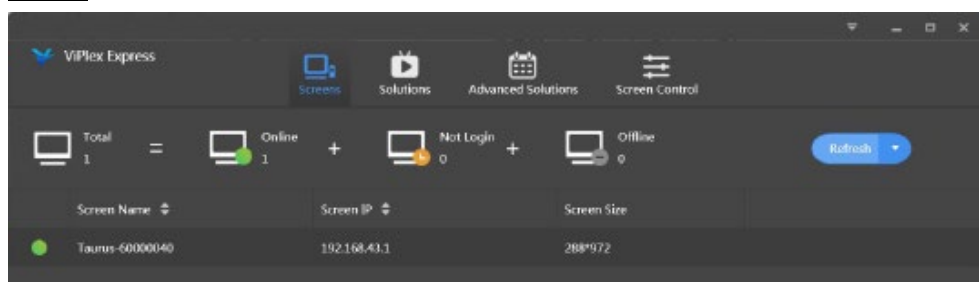 ViPlex Express
Screens Solutions Advanced Solutions Screen Control
Total = Online + Not Login + Offline Refresh
1 1 0 0
Screen Name Screen IP Screen Size
Taurus-60000040 192.168.43.1 288*972